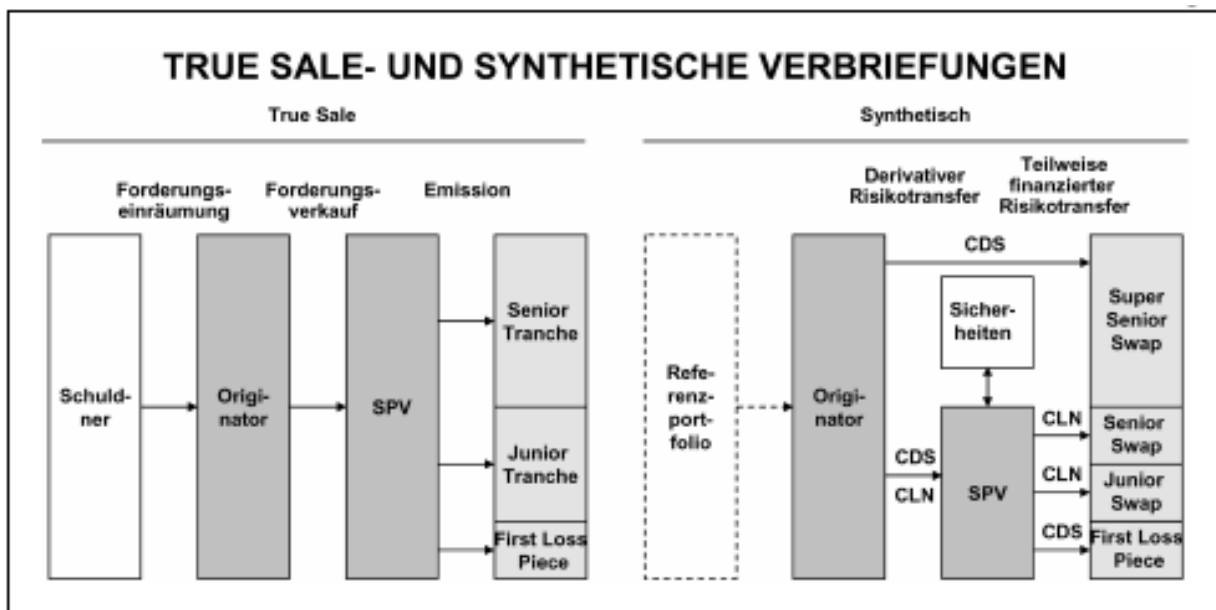 TRUE SALE- UND SYNTHETISCHE VERBRIEFUNGEN
True Sale
Synthetisch
Forderungs-
einräumung
Forderungs-
verkauf
Emission
Derivativer
Risikotransfer
Teilweise
finanzierter
Risikotransfer
Schuld-
ner
Origi-
nator
SPV
Senior
Tranche
Junior
Tranche
First Loss
Piece
Refe-
renz-
port-
folio
Origi-
nator
CDS
Sicher-
heiten
CDS
CLN
SPV
CLN
CLN
CDS
Super
Senior
Swap
Senior
Swap
Junior
Swap
First Loss
Piece